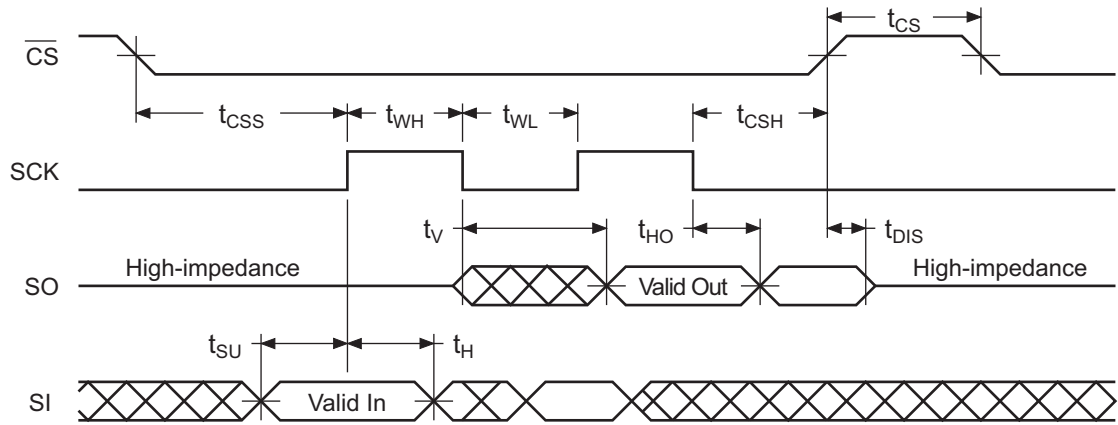 tCS
CS
tCSS
tWH
tWL
tCSH
SCK
tV
tHO
tDIS
High-impedance
High-impedance
SO
Valid Out
tSU
tH
SI
Valid In